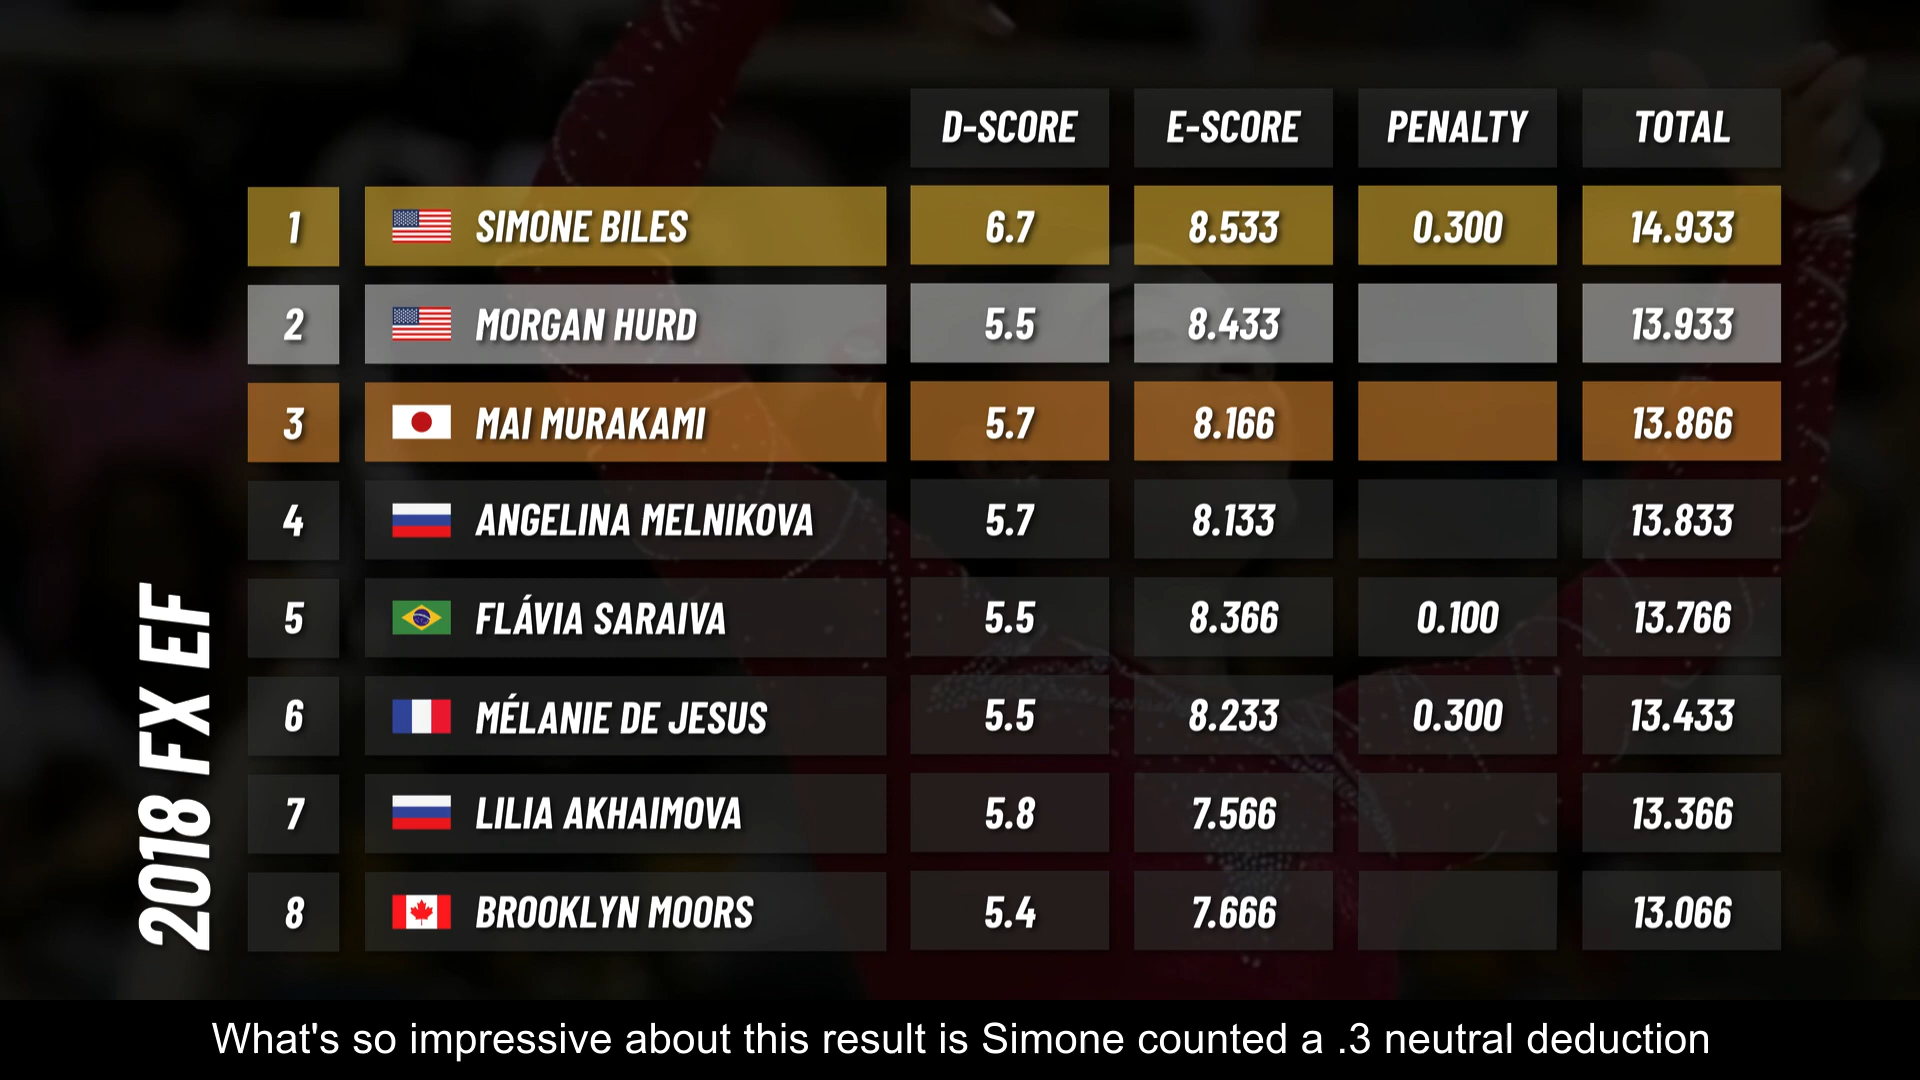 D-SCORE E-SCORE PENALTY TOTAL
1 SIMONE BILES 6.7 8.533 0.300 14.933
2 MORGAN HURD 5.5 8.433 13.933
3 MAI MURAKAMI 5.7 8.166 13.866
4 ANGELINA MELNIKOVA 5.7 8.133 13.833
5 FLÁVIA SARAIVA 5.5 8.366 0.100 13.766
6 MÉLANIE DE JESUS 5.5 8.233 0.300 13.433
7 LILIA AKHAIMOVA 5.8 7.566 13.366
8 BROOKLYN MOORS 5.4 7.666 13.066
2018 FX EF
What's so impressive about this result is Simone counted a .3 neutral deduction